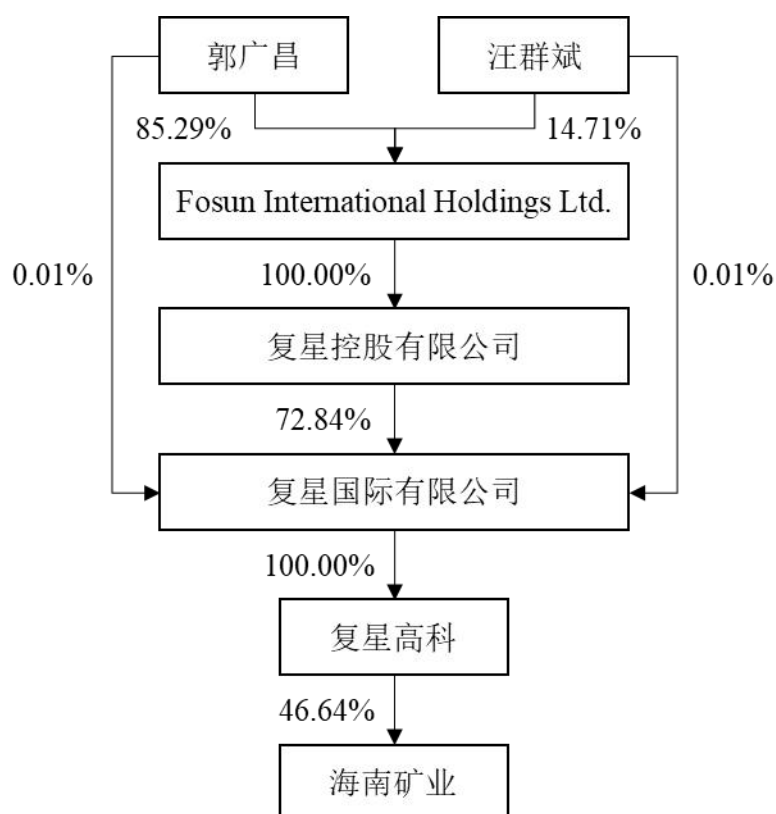 郭广昌
汪群斌
85.29%
14.71%
Fosun International Holdings Ltd.
0.01%
100.00%
0.01%
复星控股有限公司
72.84%
复星国际有限公司
100.00%
复星高科
46.64%
海南矿业